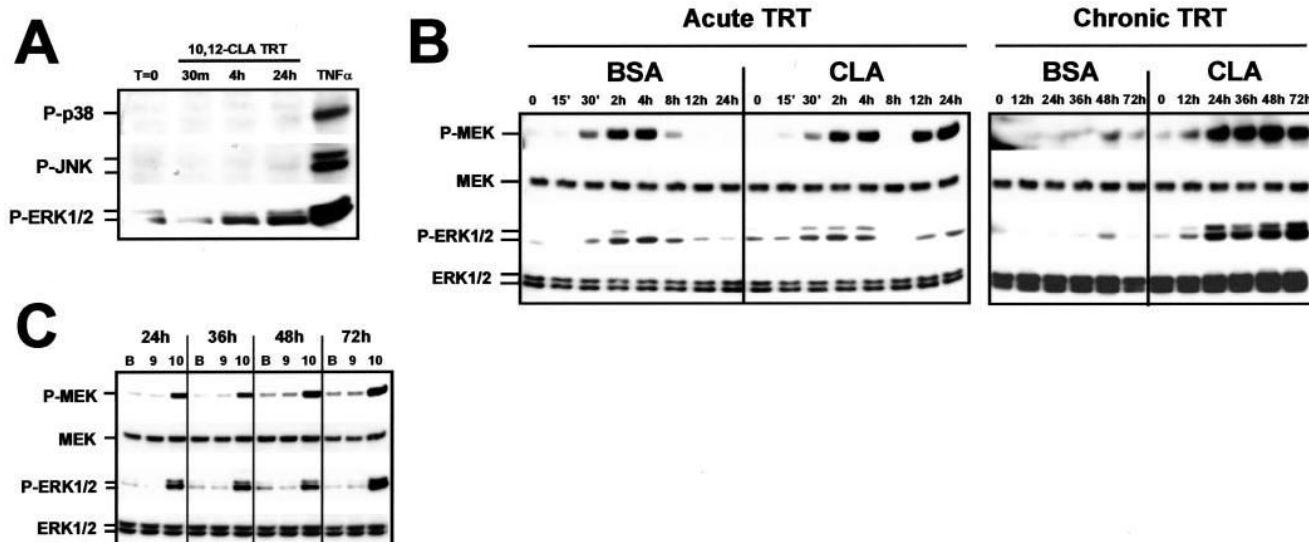 A
10,12-CLA TRT
T=0 30m 4h 24h TNFα
P-p38
P-JNK
P-ERK1/2
B
Acute TRT
BSA CLA
0 15' 30' 2h 4h 8h 12h 24h 0 15' 30' 2h 4h 8h 12h 24h
P-MEK
MEK
P-ERK1/2
ERK1/2
Chronic TRT
BSA CLA
0 12h 24h 36h 48h 72h 0 12h 24h 36h 48h 72h
C
24h 36h 48h 72h
B 9 10 B 9 10 B 9 10 B 9 10
P-MEK
MEK
P-ERK1/2
ERK1/2